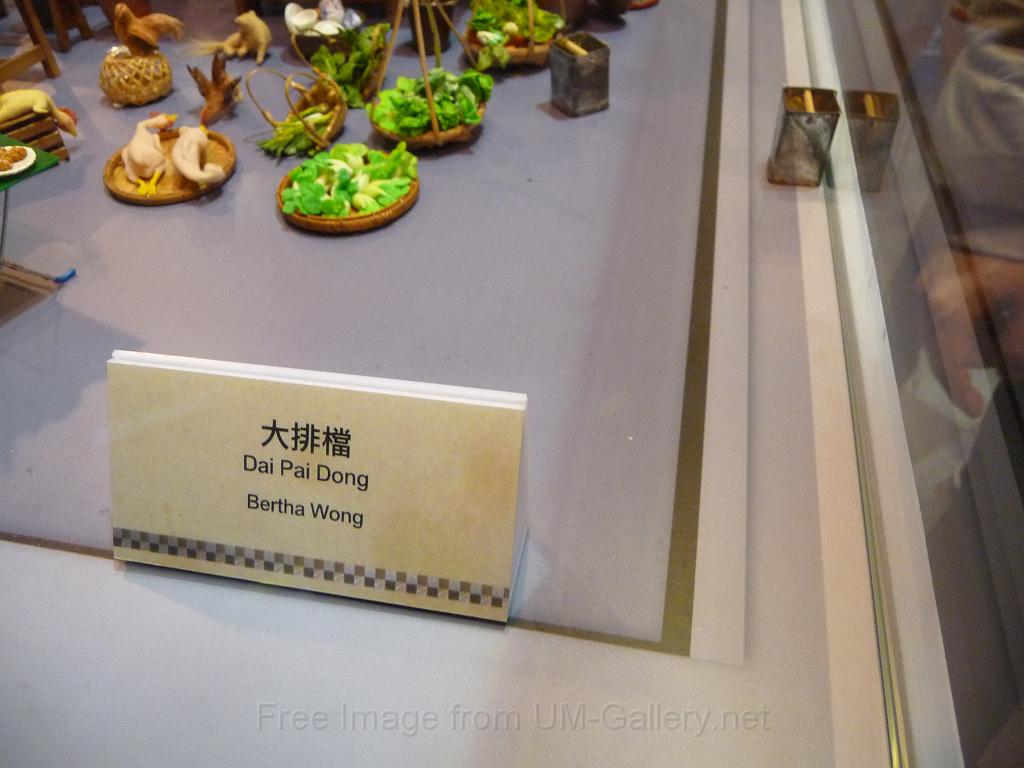 大排檔
Dai Pai Dong
Bertha Wong
Free Image from UM-Gallery.net